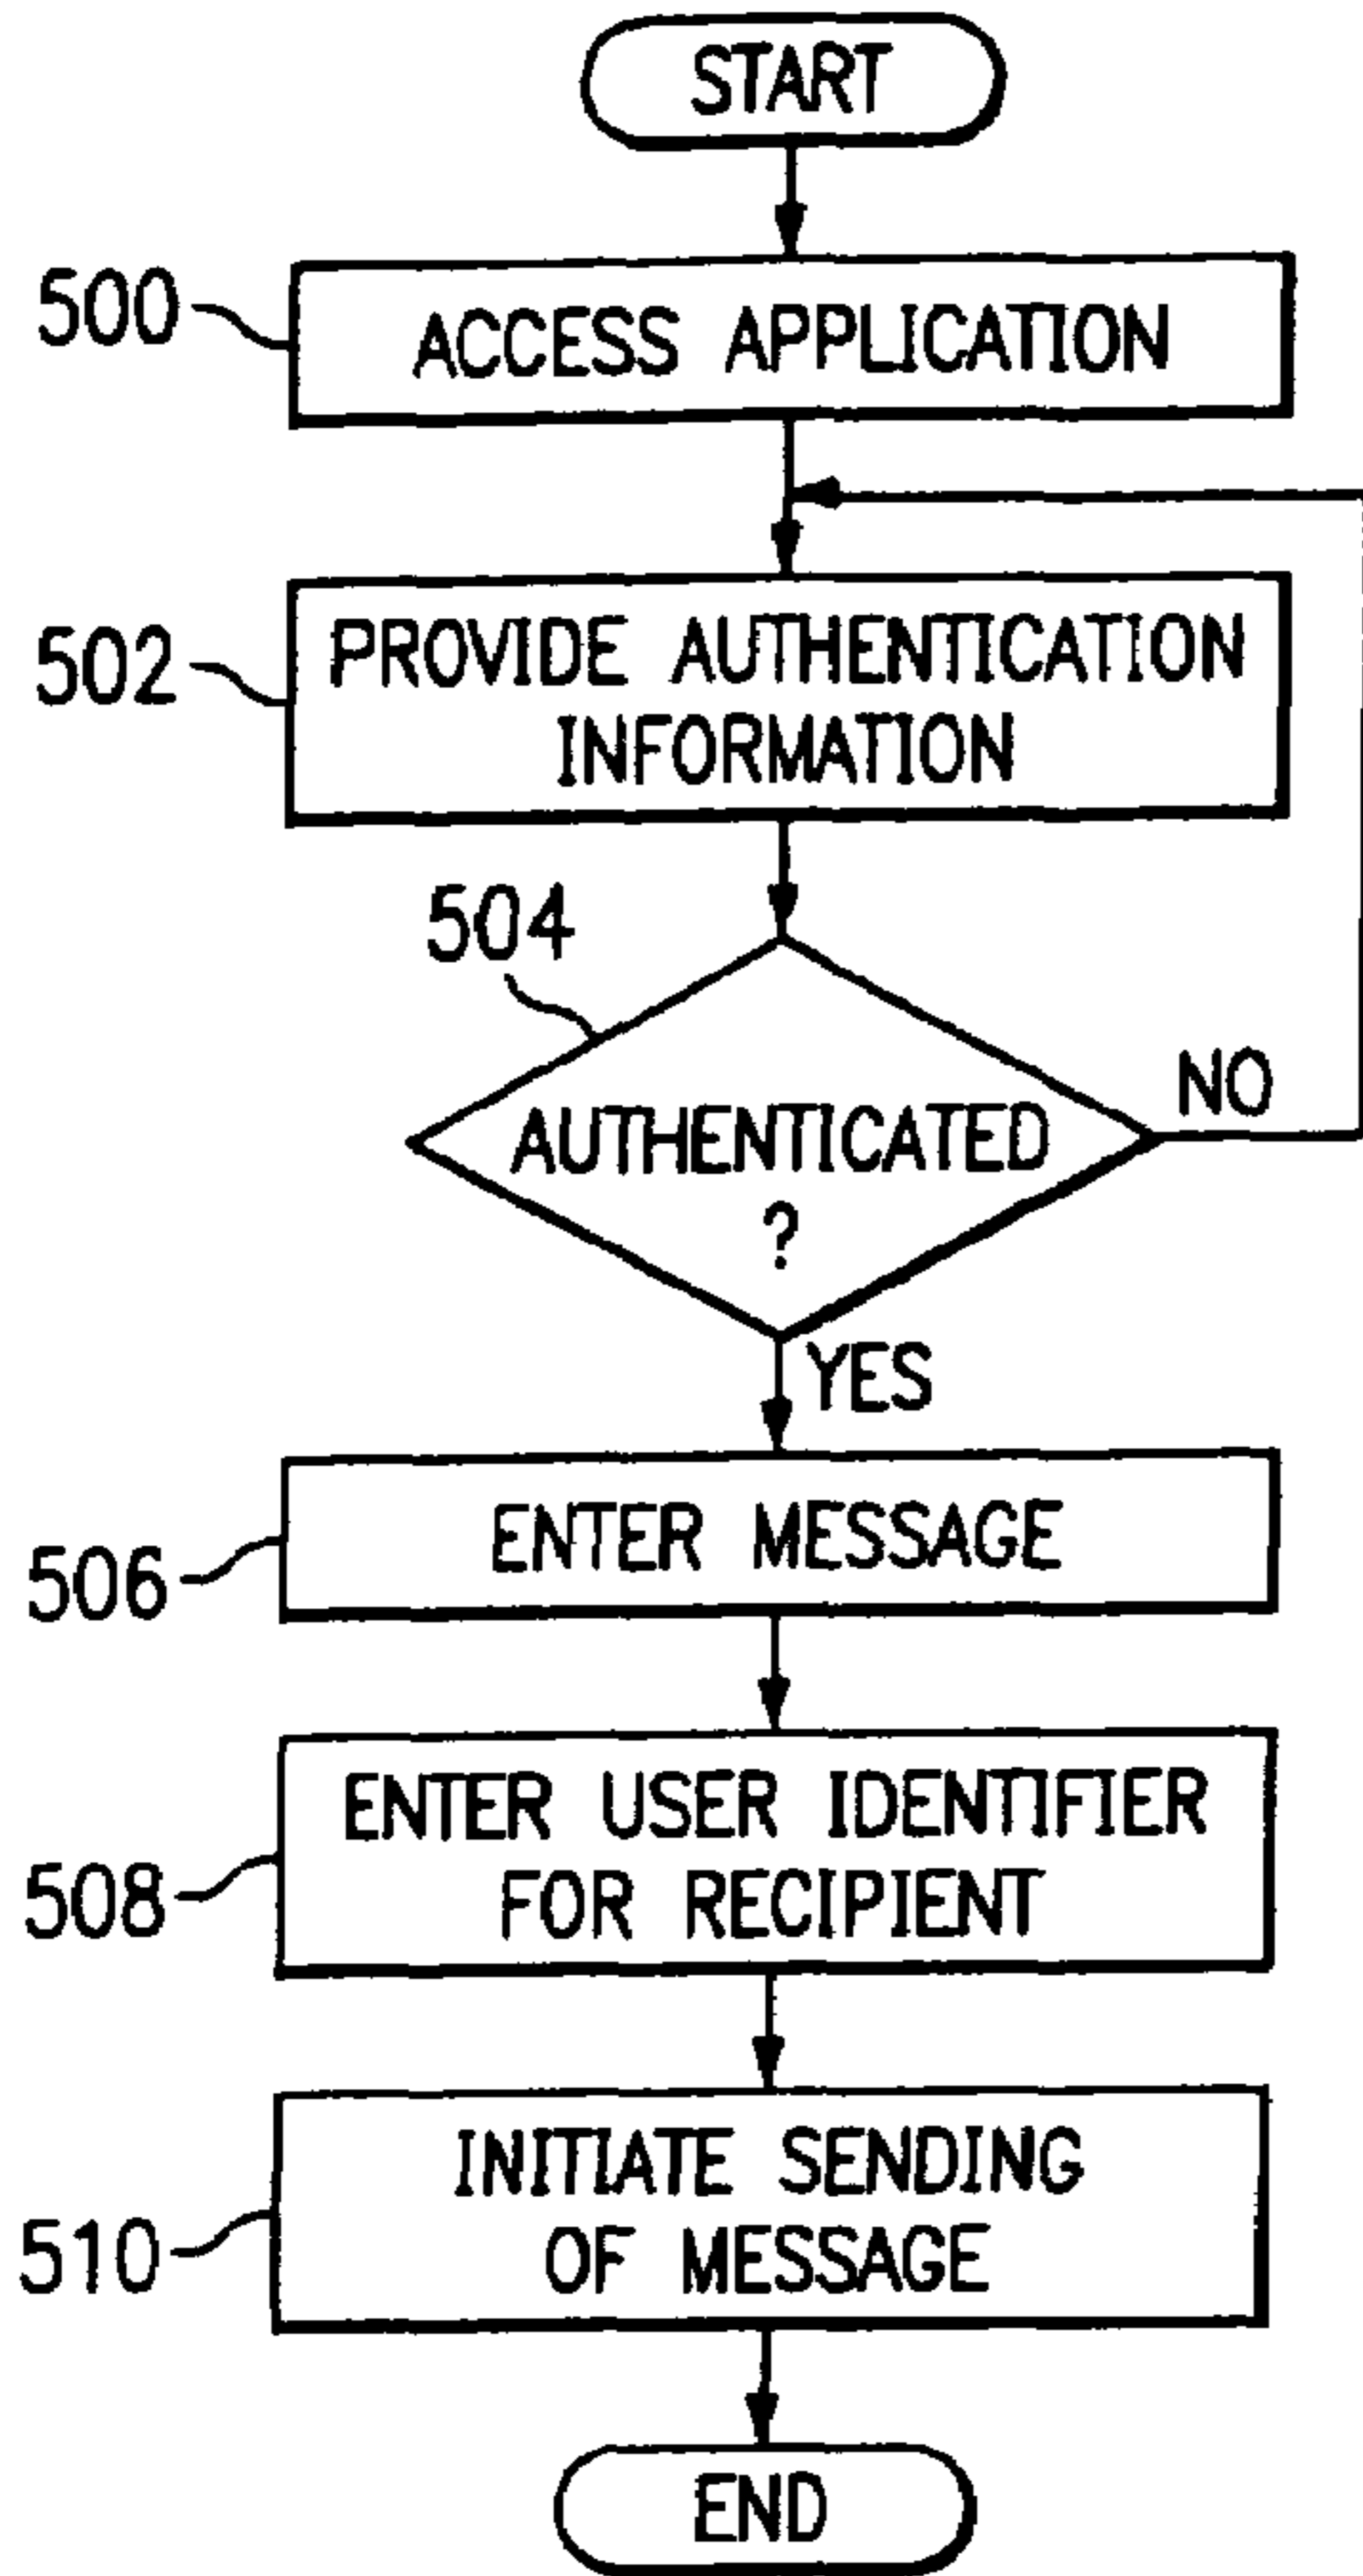 START
500
ACCESS APPLICATION
502
PROVIDE AUTHENTICATION
INFORMATION
504
AUTHENTICATED
?
NO
YES
506
ENTER MESSAGE
508
ENTER USER IDENTIFIER
FOR RECIPIENT
510
INITIATE SENDING
OF MESSAGE
END